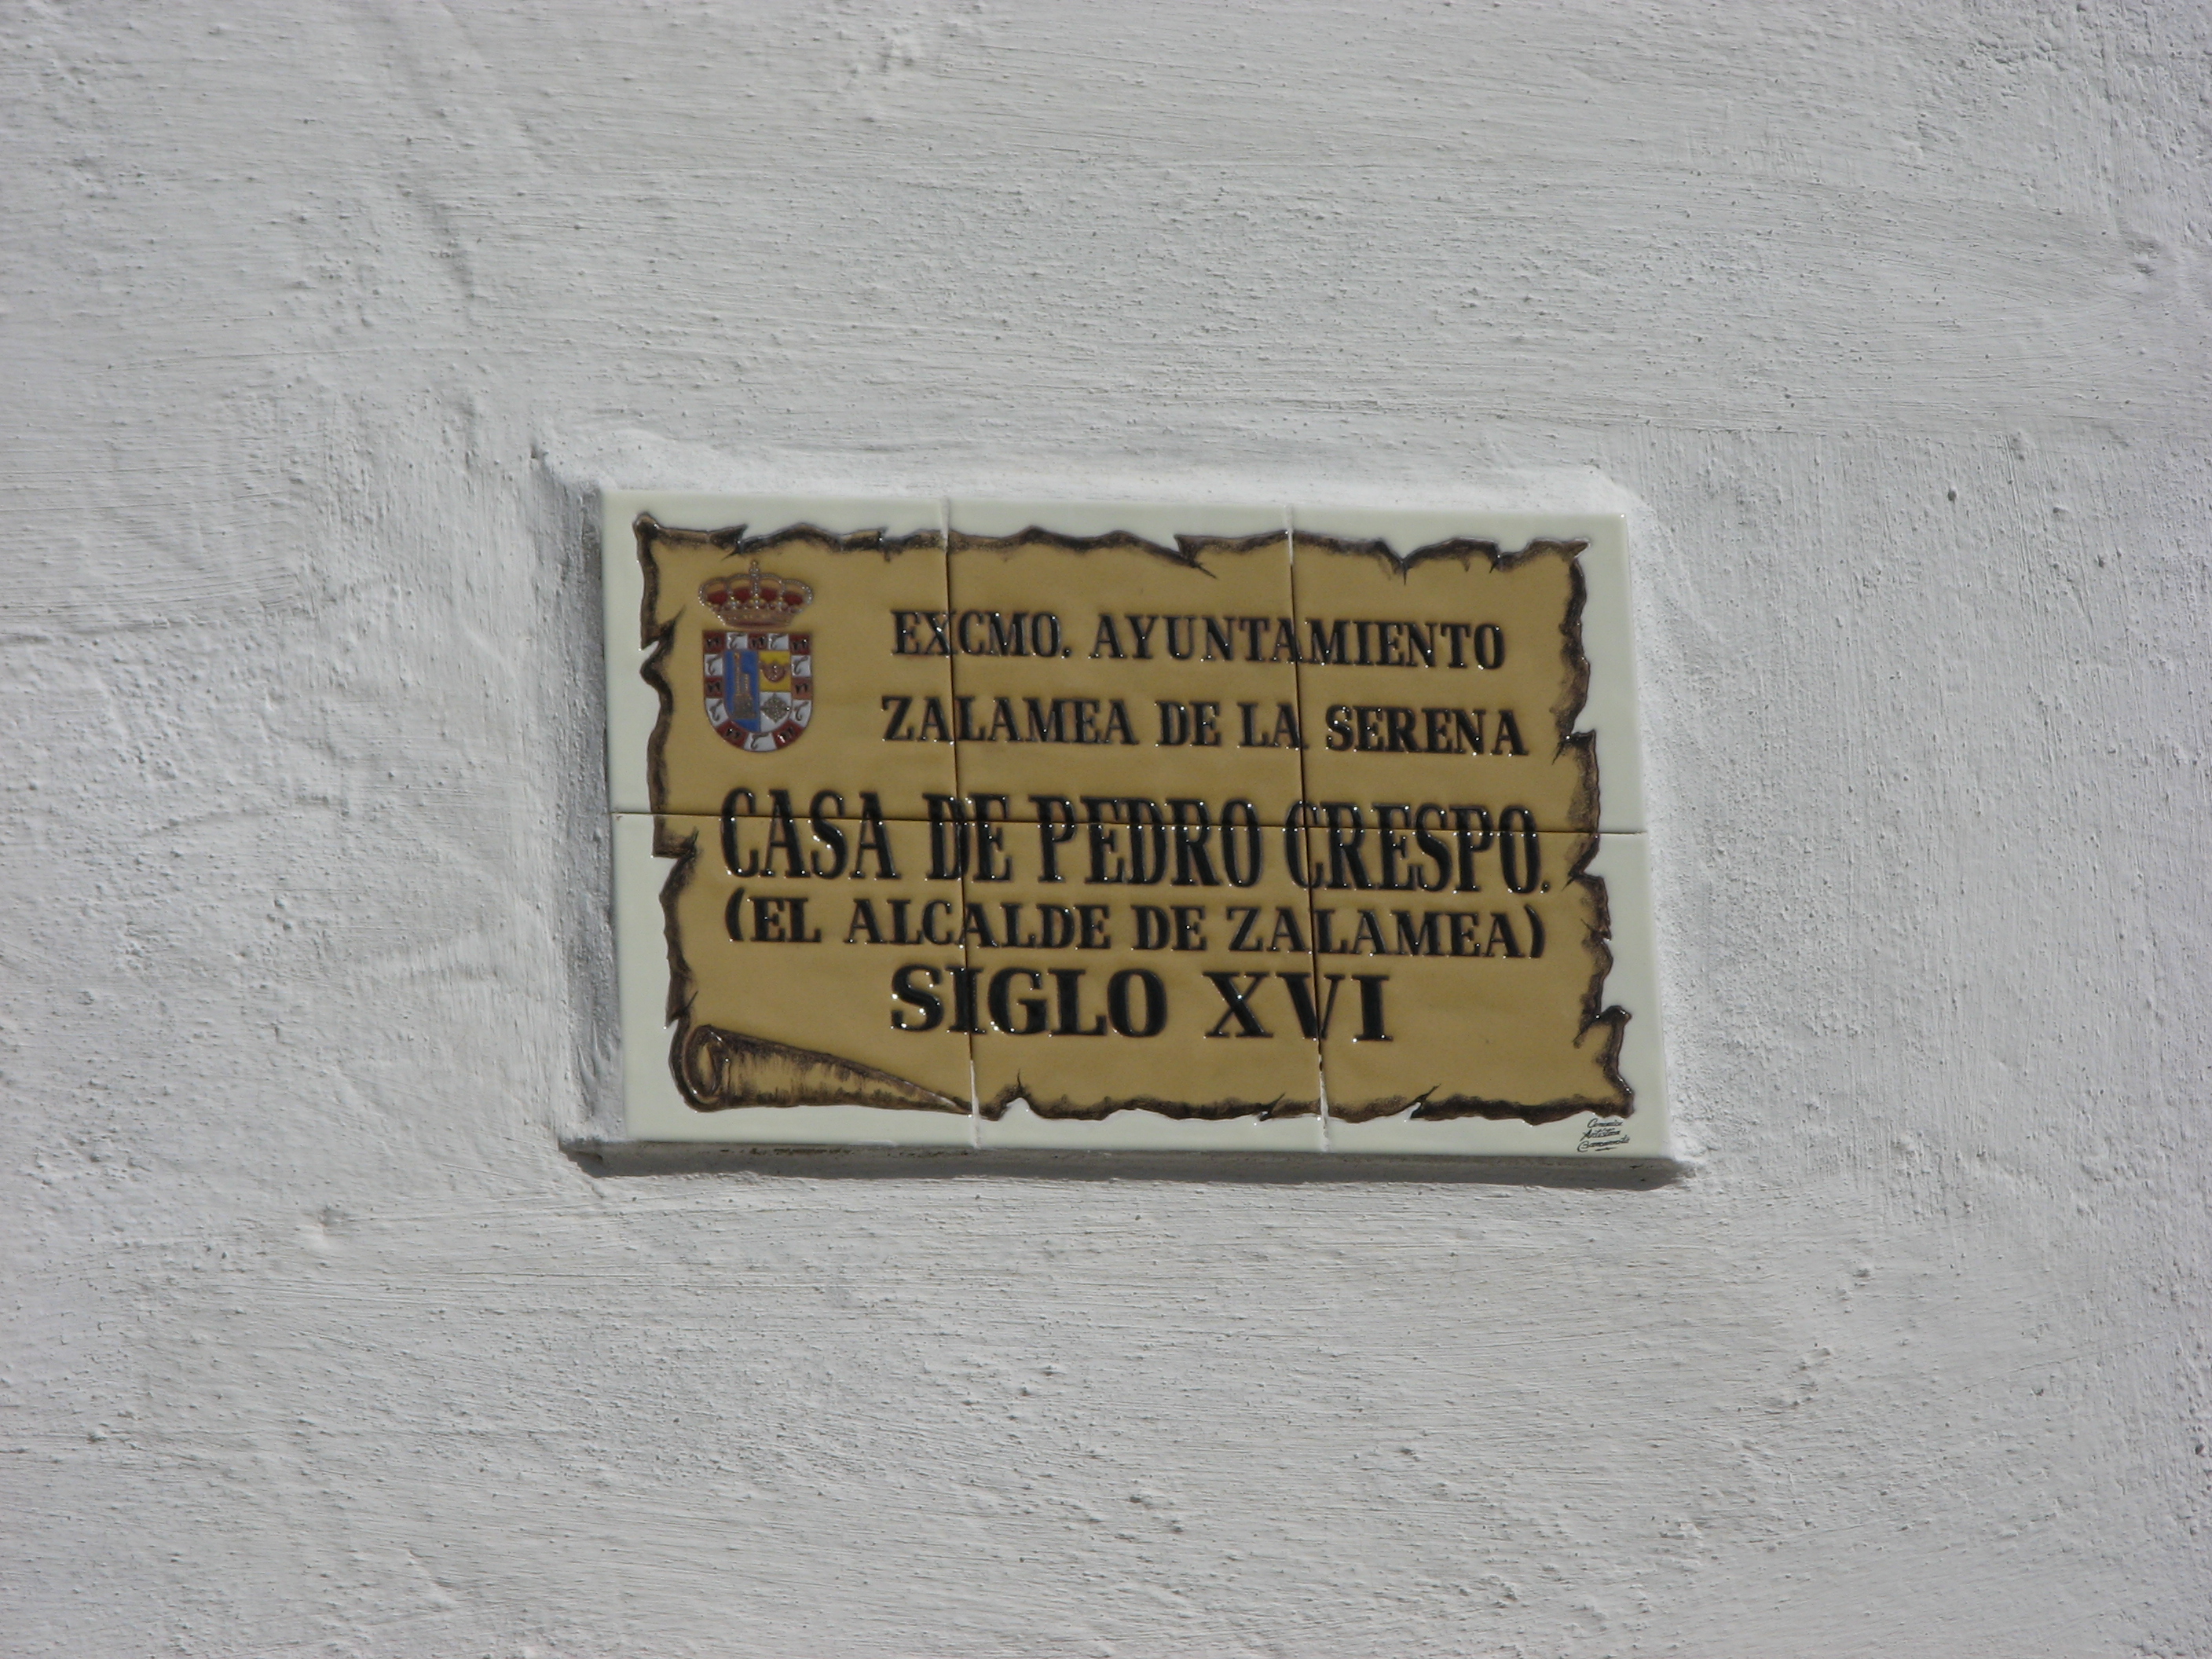 EXCMO. AYUNTAMIENTO
ZALAMEA DE LA SERENA
CASA DE PEDRO CRESPO.
(EL ALCALDE DE ZALAMEA)
SIGLO XVI